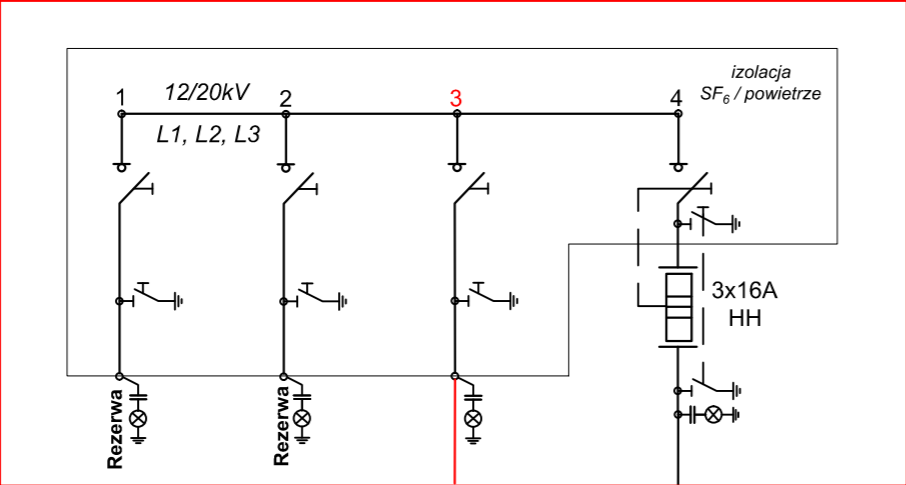 izolacja
SF₆ / powietrze
1
12/20kV
2
3
4
L1, L2, L3
3x16A
HH
Rezerwa
Rezerwa